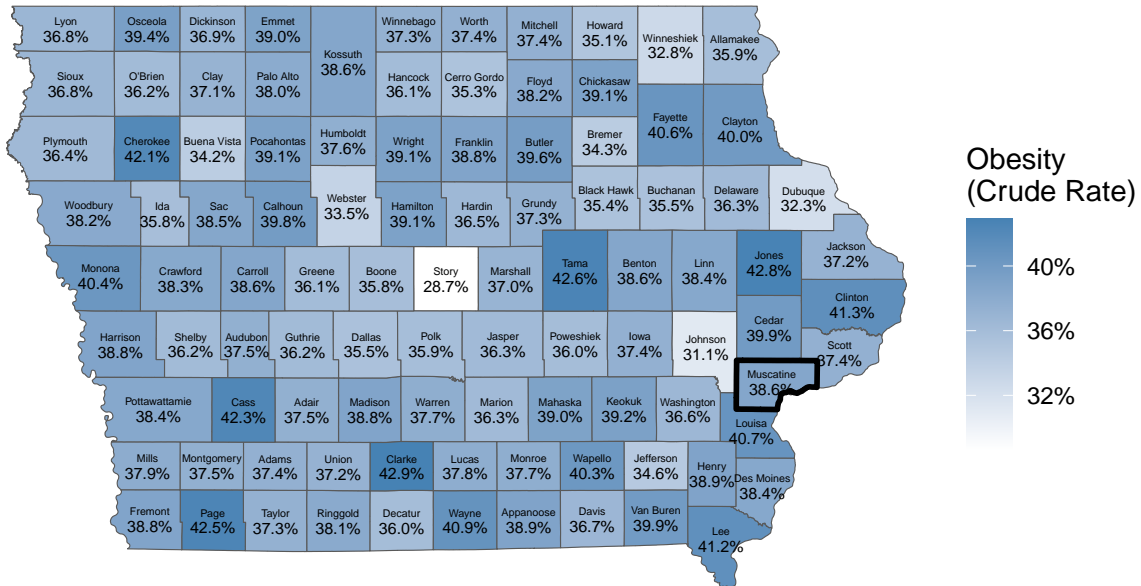 Lyon Osceola Dickinson Emmet Winnebago Worth Mitchell Howard Winneshiek Allamakee
36.8% 39.4% 36.9% 39.0% 37.3% 37.4% 37.4% 35.1% 32.8% 35.9%
Kossuth
38.6%
Sioux O'Brien Clay Palo Alto Hancock Cerro Gordo Floyd Chickasaw
36.8% 36.2% 37.1% 38.0% 36.1% 35.3% 38.2% 39.1%
Fayette Clayton
40.6% 40.0%
Plymouth Cherokee Buena Vista Pocahontas Humboldt Wright Franklin Butler Bremer
36.4% 42.1% 34.2% 39.1% 37.6% 39.1% 38.8% 39.6% 34.3%
Woodbury Ida Sac Calhoun Webster Hamilton Hardin Grundy Black Hawk Buchanan Delaware Dubuque
38.2% 35.8% 38.5% 39.8% 33.5% 39.1% 36.5% 37.3% 35.4% 35.5% 36.3% 32.3%
Monona Crawford Carroll Greene Boone Story Marshall Tama Benton Linn Jones Jackson
40.4% 38.3% 38.6% 36.1% 35.8% 28.7% 37.0% 42.6% 38.6% 38.4% 42.8% 37.2%
Clinton
41.3%
Harrison Shelby Audubon Guthrie Dallas Polk Jasper Poweshiek Iowa Johnson Cedar Scott
38.8% 36.2% 37.5% 36.2% 35.5% 35.9% 36.3% 36.0% 37.4% 31.1% 39.9% 37.4%
Muscatine
38.6%
Pottawattamie Cass Adair Madison Warren Marion Mahaska Keokuk Washington Louisa
38.4% 42.3% 37.5% 38.8% 37.7% 36.3% 39.0% 39.2% 36.6% 40.7%
Mills Montgomery Adams Union Clarke Lucas Monroe Wapello Jefferson Henry Des Moines
37.9% 37.5% 37.4% 37.2% 42.9% 37.8% 37.7% 40.3% 34.6% 38.9% 38.4%
Fremont Page Taylor Ringgold Decatur Wayne Appanoose Davis Van Buren Lee
38.8% 42.5% 37.3% 38.1% 36.0% 40.9% 38.9% 36.7% 39.9% 41.2%
Obesity
(Crude Rate)
40%
36%
32%